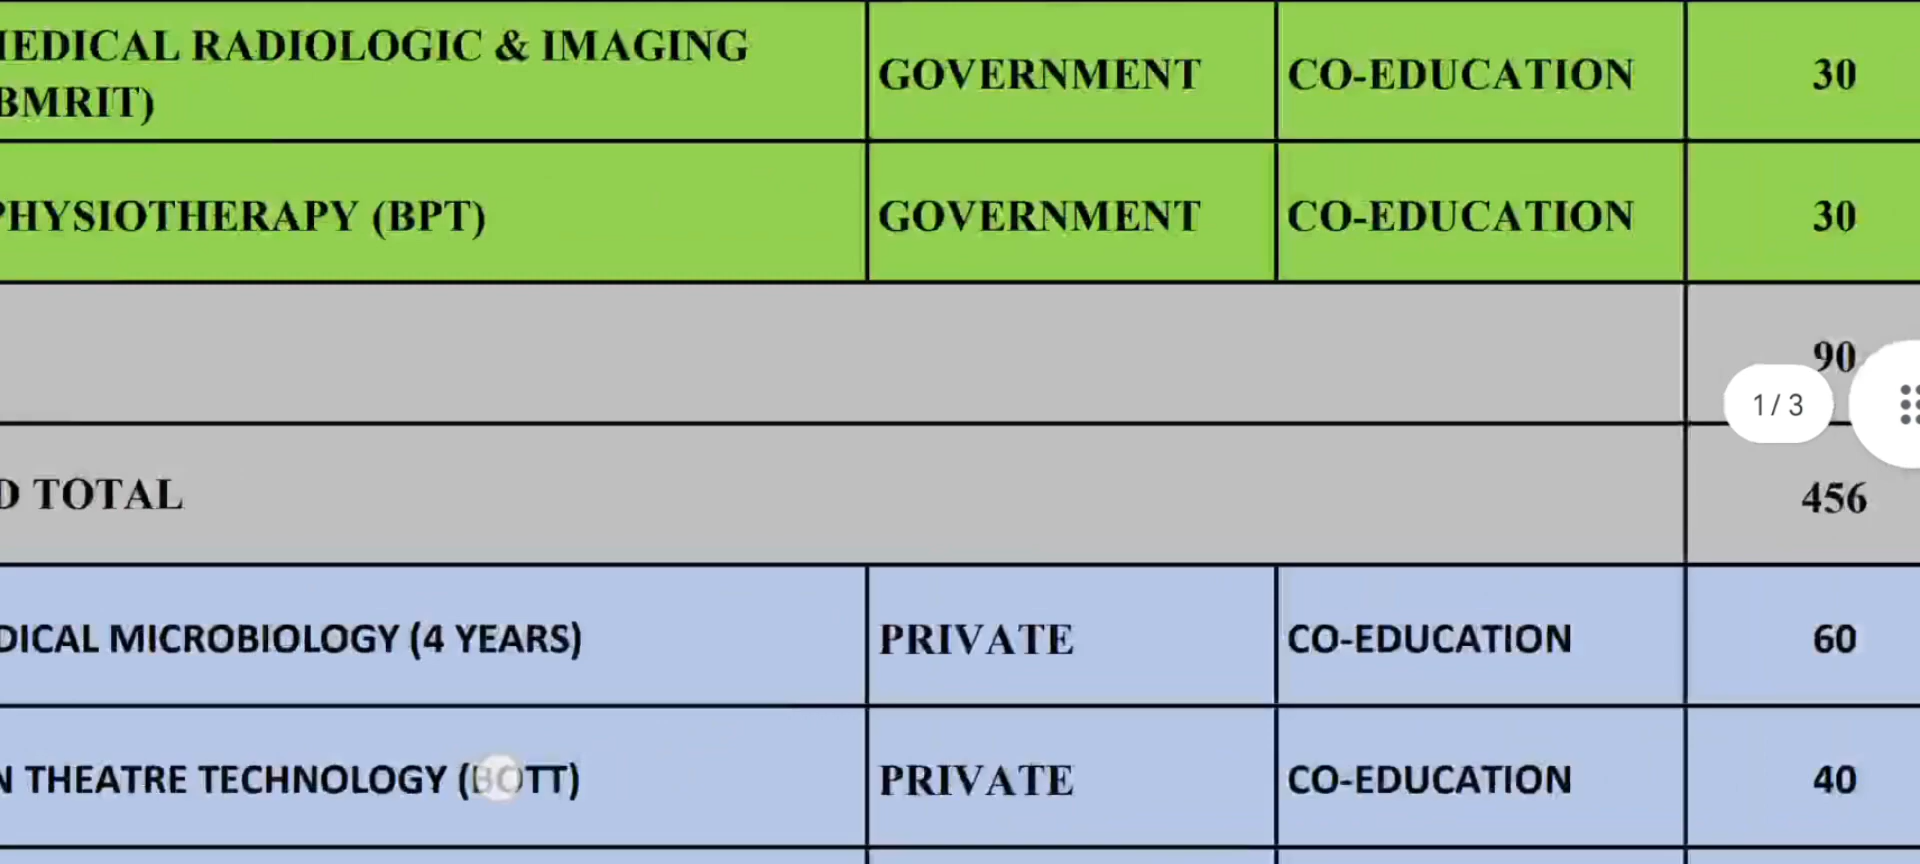 MEDICAL RADIOLOGIC & IMAGING
BMRIT) GOVERNMENT CO-EDUCATION 30
PHYSIOTHERAPY (BPT) GOVERNMENT CO-EDUCATION 30
90
1 / 3
D TOTAL 456
DICAL MICROBIOLOGY (4 YEARS) PRIVATE CO-EDUCATION 60
N THEATRE TECHNOLOGY (BOTT) PRIVATE CO-EDUCATION 40